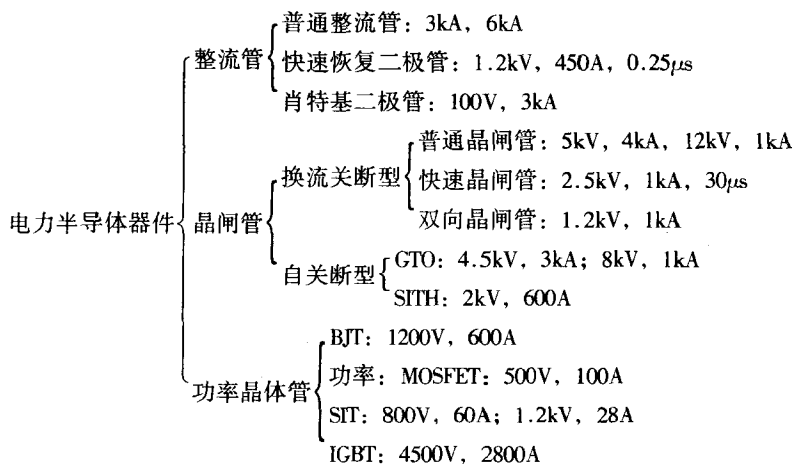 普通整流管：3kA，6kA
整流管
快速恢复二极管：1.2kV，450A，0.25μs
肖特基二极管：100V，3kA
普通晶闸管：5kV，4kA，12kV，1kA
换流关断型
快速晶闸管：2.5kV，1kA，30μs
双向晶闸管：1.2kV，1kA
电力半导体器件
晶闸管
GTO：4.5kV，3kA；8kV，1kA
自关断型
SITH：2kV，600A
BJT：1200V，600A
功率：MOSFET：500V，100A
功率晶体管
SIT：800V，60A；1.2kV，28A
IGBT：4500V，2800A